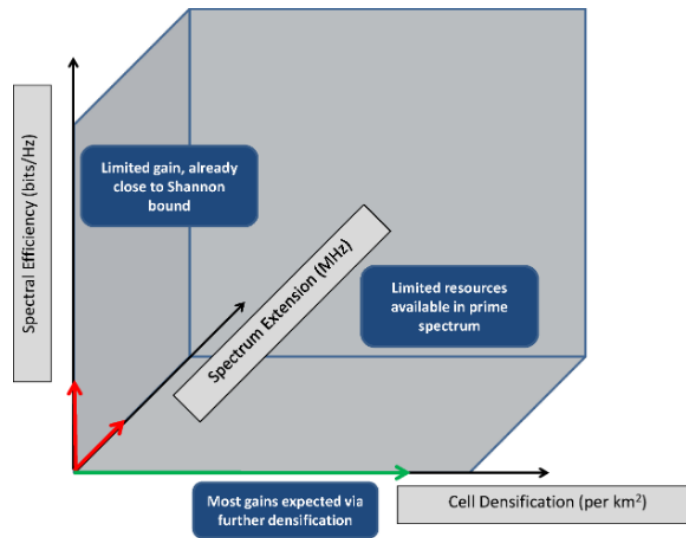 Spectral Efficiency (bits/Hz)
Limited gain, already
close to Shannon
bound
Spectrum Extension (MHz)
Limited resources
available in prime
spectrum
Most gains expected via
further densification
Cell Densification (per km²)